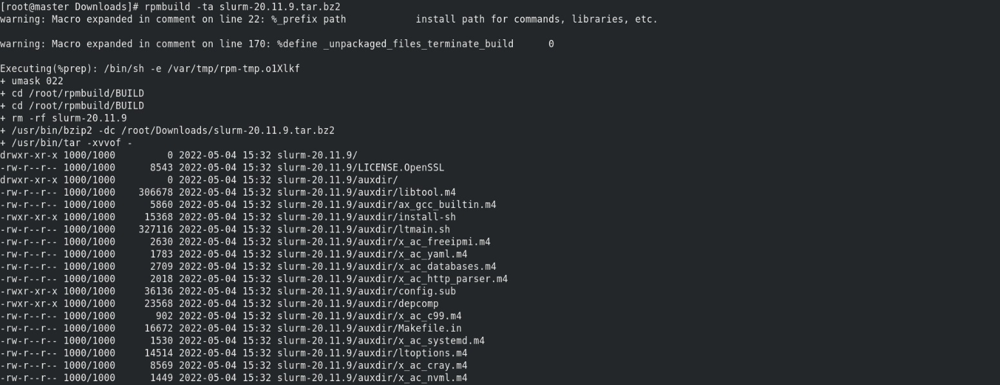 [root@master Downloads]# rpmbuild -ta slurm-20.11.9.tar.bz2
warning: Macro expanded in comment on line 22: %_prefix path            install path for commands, libraries, etc.

warning: Macro expanded in comment on line 170: %define _unpackaged_files_terminate_build      0

Executing(%prep): /bin/sh -e /var/tmp/rpm-tmp.o1Xlkf
+ umask 022
+ cd /root/rpmbuild/BUILD
+ cd /root/rpmbuild/BUILD
+ rm -rf slurm-20.11.9
+ /usr/bin/bzip2 -dc /root/Downloads/slurm-20.11.9.tar.bz2
+ /usr/bin/tar -xvvof -
drwxr-xr-x 1000/1000         0 2022-05-04 15:32 slurm-20.11.9/
-rw-r--r-- 1000/1000      8543 2022-05-04 15:32 slurm-20.11.9/LICENSE.OpenSSL
drwxr-xr-x 1000/1000         0 2022-05-04 15:32 slurm-20.11.9/auxdir/
-rw-r--r-- 1000/1000    306678 2022-05-04 15:32 slurm-20.11.9/auxdir/libtool.m4
-rw-r--r-- 1000/1000      5860 2022-05-04 15:32 slurm-20.11.9/auxdir/ax_gcc_builtin.m4
-rwxr-xr-x 1000/1000     15368 2022-05-04 15:32 slurm-20.11.9/auxdir/install-sh
-rw-r--r-- 1000/1000    327116 2022-05-04 15:32 slurm-20.11.9/auxdir/ltmain.sh
-rw-r--r-- 1000/1000      2630 2022-05-04 15:32 slurm-20.11.9/auxdir/x_ac_freeipmi.m4
-rw-r--r-- 1000/1000      1783 2022-05-04 15:32 slurm-20.11.9/auxdir/x_ac_yaml.m4
-rw-r--r-- 1000/1000      2709 2022-05-04 15:32 slurm-20.11.9/auxdir/x_ac_databases.m4
-rw-r--r-- 1000/1000      2018 2022-05-04 15:32 slurm-20.11.9/auxdir/x_ac_http_parser.m4
-rwxr-xr-x 1000/1000     36136 2022-05-04 15:32 slurm-20.11.9/auxdir/config.sub
-rwxr-xr-x 1000/1000     23568 2022-05-04 15:32 slurm-20.11.9/auxdir/depcomp
-rw-r--r-- 1000/1000       902 2022-05-04 15:32 slurm-20.11.9/auxdir/x_ac_c99.m4
-rw-r--r-- 1000/1000     16672 2022-05-04 15:32 slurm-20.11.9/auxdir/Makefile.in
-rw-r--r-- 1000/1000      1530 2022-05-04 15:32 slurm-20.11.9/auxdir/x_ac_systemd.m4
-rw-r--r-- 1000/1000     14514 2022-05-04 15:32 slurm-20.11.9/auxdir/ltoptions.m4
-rw-r--r-- 1000/1000      8569 2022-05-04 15:32 slurm-20.11.9/auxdir/x_ac_cray.m4
-rw-r--r-- 1000/1000      1449 2022-05-04 15:32 slurm-20.11.9/auxdir/x_ac_nvml.m4